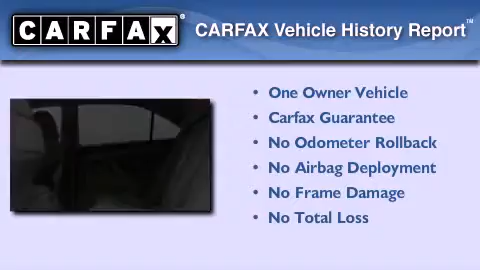 CARFAX® CARFAX Vehicle History Report™
• One Owner Vehicle
• Carfax Guarantee
• No Odometer Rollback
• No Airbag Deployment
• No Frame Damage
• No Total Loss